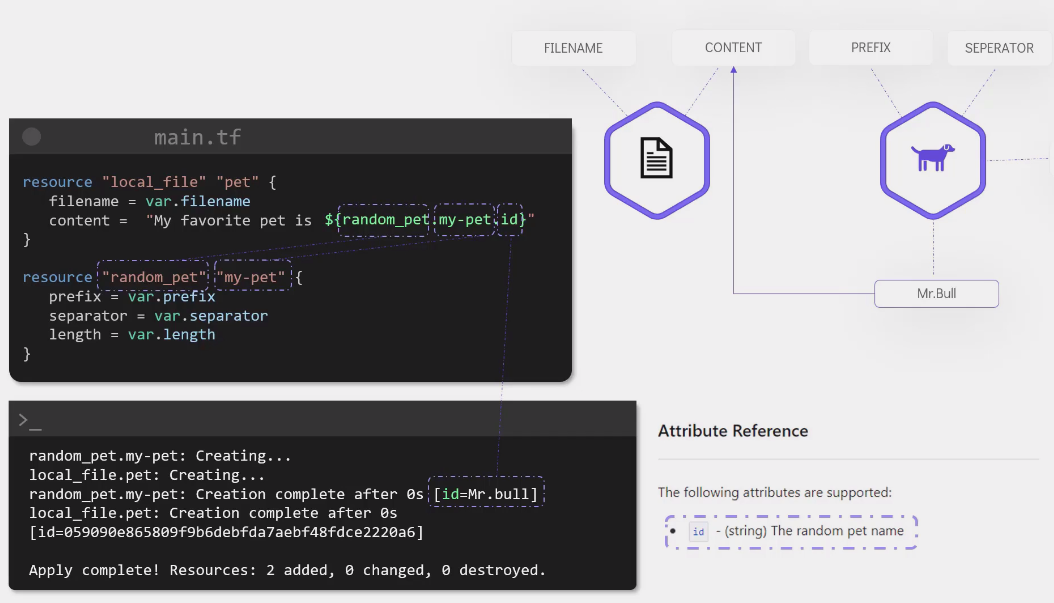 FILENAME
CONTENT
PREFIX
SEPERATOR
main.tf
resource "local_file" "pet" {
filename = var.filename
content = "My favorite pet is ${random_pet.my-pet.id}"
}
resource "random_pet" "my-pet" {
prefix = var.prefix
separator = var.separator
length = var.length
}
Mr.Bull
>_
random_pet.my-pet: Creating...
local_file.pet: Creating...
random_pet.my-pet: Creation complete after 0s [id=Mr.bull]
local_file.pet: Creation complete after 0s
[id=059090e865809f9b6debfda7aebf48fdce2220a6]
Apply complete! Resources: 2 added, 0 changed, 0 destroyed.
Attribute Reference
The following attributes are supported:
• id - (string) The random pet name